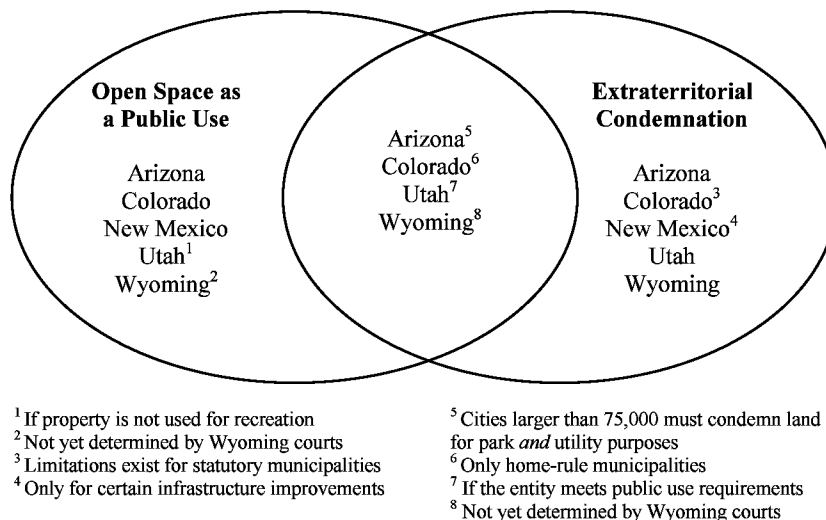 Open Space as
a Public Use
Arizona
Colorado
New Mexico
Utah¹
Wyoming²
Arizona⁵
Colorado⁶
Utah⁷
Wyoming⁸
Extraterritorial
Condemnation
Arizona
Colorado³
New Mexico⁴
Utah
Wyoming
¹ If property is not used for recreation
² Not yet determined by Wyoming courts
³ Limitations exist for statutory municipalities
⁴ Only for certain infrastructure improvements
⁵ Cities larger than 75,000 must condemn land
for park and utility purposes
⁶ Only home-rule municipalities
⁷ If the entity meets public use requirements
⁸ Not yet determined by Wyoming courts